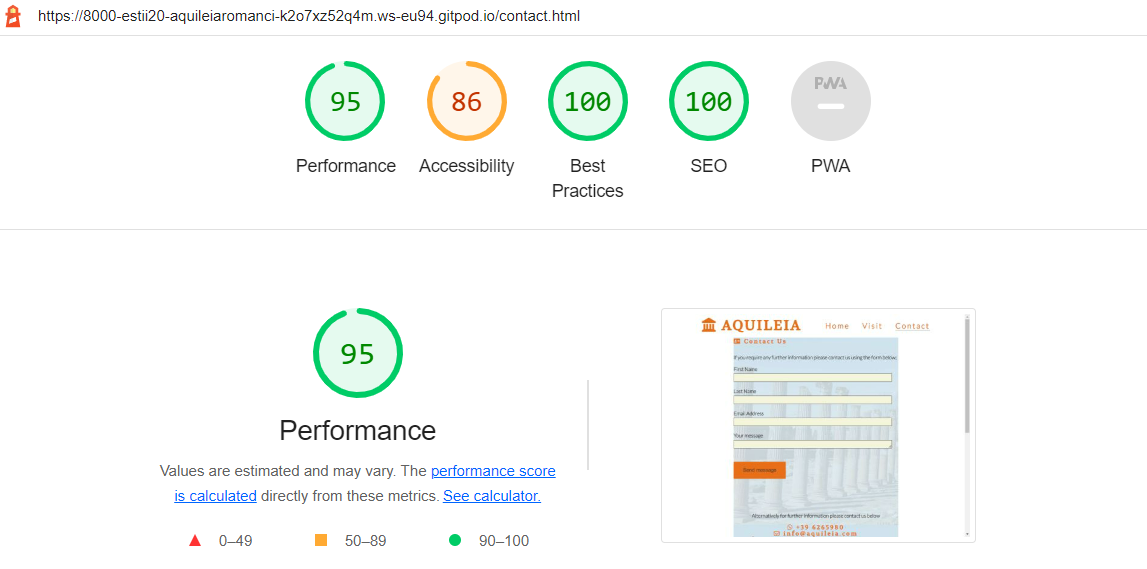 https://8000-estii20-aquileiaromanci-k2o7xz52q4m.ws-eu94.gitpod.io/contact.html
95
86
100
100
PWA
Performance
Accessibility
Best
Practices
SEO
PWA
95
Performance
Values are estimated and may vary. The performance score
is calculated directly from these metrics. See calculator.
0–49
50–89
90–100
AQUILEIA
Home
Visit
Contact
Contact Us
If you require any further information please contact us using the form below.
First Name
Last Name
Email Address
Your message
Send message
Alternatively for further information please contact us below
+39 6265980
info@aquileia.com